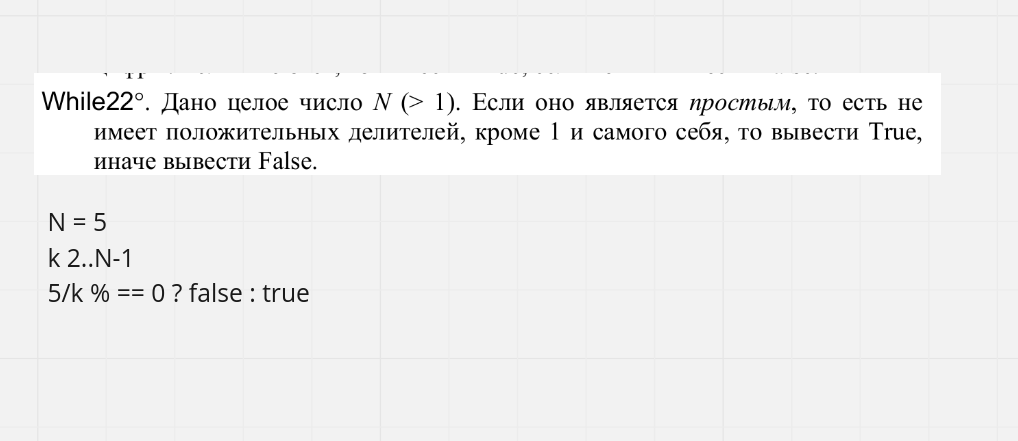 While22°. Дано целое число N (> 1). Если оно является простым, то есть не
имеет положительных делителей, кроме 1 и самого себя, то вывести True,
иначе вывести False.
N = 5
k 2..N-1
5/k % == 0 ? false : true